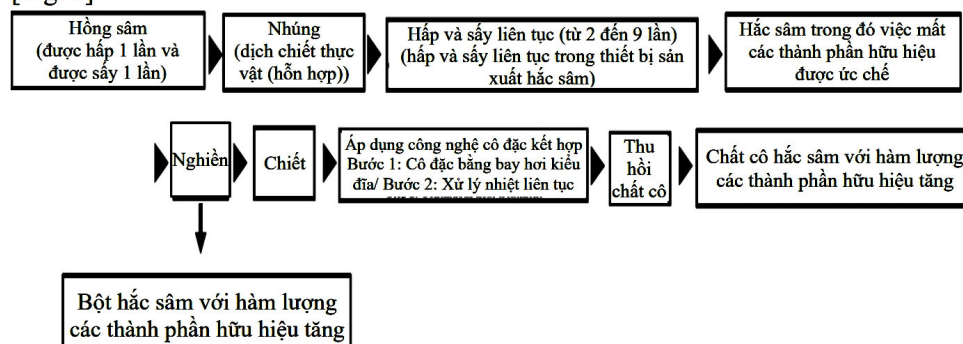 Hồng sâm
(được hấp 1 lần và
được sấy 1 lần)
Nhúng
(dịch chiết thực
vật (hỗn hợp))
Hấp và sấy liên tục (từ 2 đến 9 lần)
(hấp và sấy liên tục trong thiết bị sản
xuất hắc sâm)
Hắc sâm trong đó việc mất
các thành phần hữu hiệu
được ức chế
Nghiền
Chiết
Áp dụng công nghệ cô đặc kết hợp
Bước 1: Cô đặc bằng bay hơi kiểu
đĩa/ Bước 2: Xử lý nhiệt liên tục
Thu
hồi
chất cô
Chất cô hắc sâm với hàm lượng
các thành phần hữu hiệu tăng
Bột hắc sâm với hàm lượng
các thành phần hữu hiệu tăng